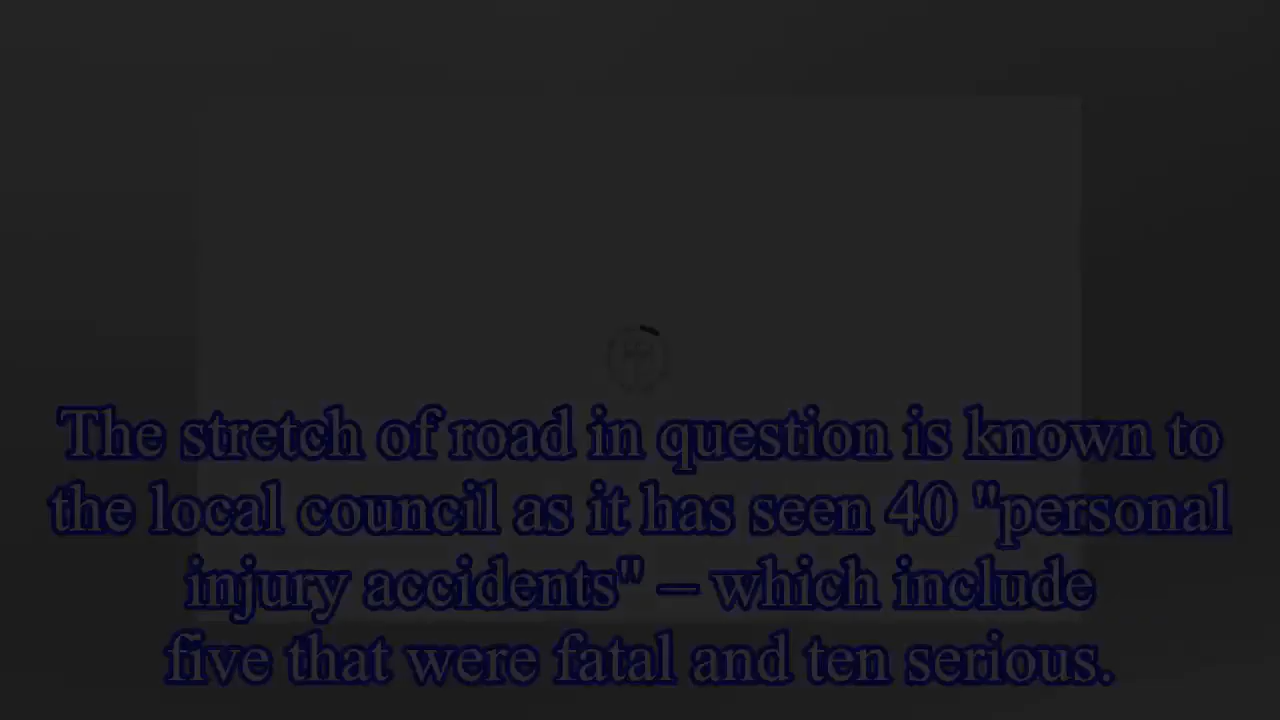 The stretch of road in question is known to
the local council as it has seen 40 "personal
injury accidents" – which include
five that were fatal and ten serious.